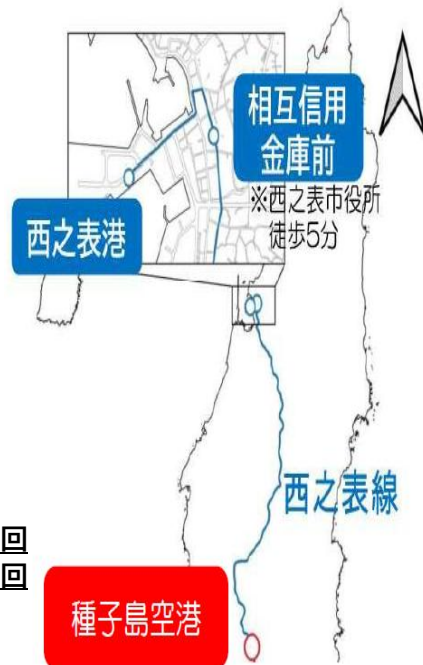 相互信用
金庫前
※西之表市役所
徒歩5分
西之表港
西之表線
回
回
種子島空港